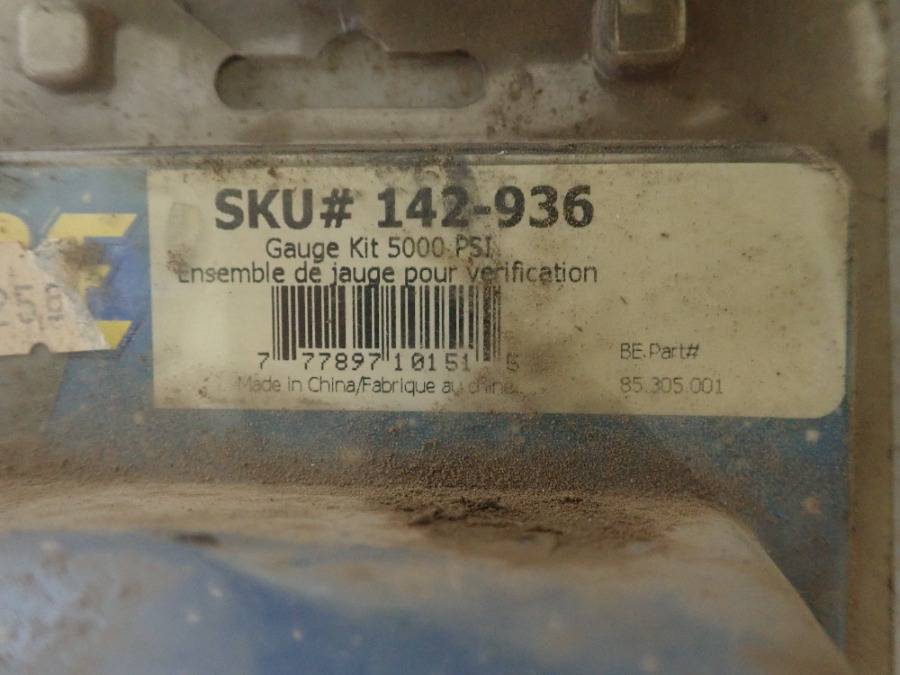 SKU# 142-936
Gauge Kit 5000 PSI
Ensemble de jauge pour verification
7 77897 10151 5
Made in China/Fabrique au chine
BE Part#
85.305.001